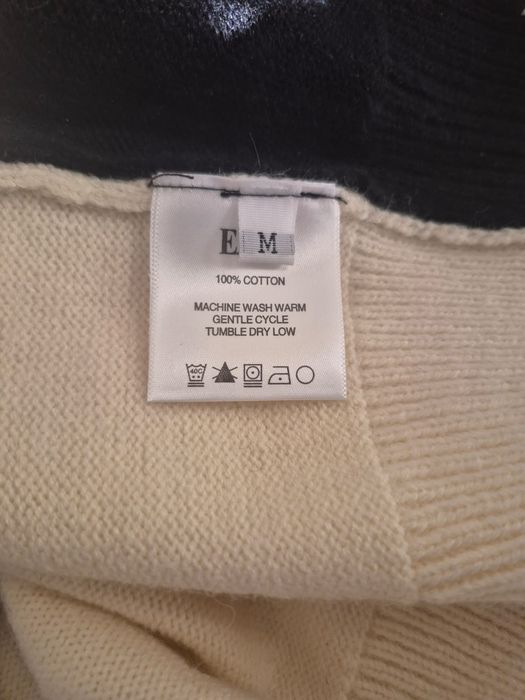 E M
100% COTTON
MACHINE WASH WARM
GENTLE CYCLE
TUMBLE DRY LOW
40C